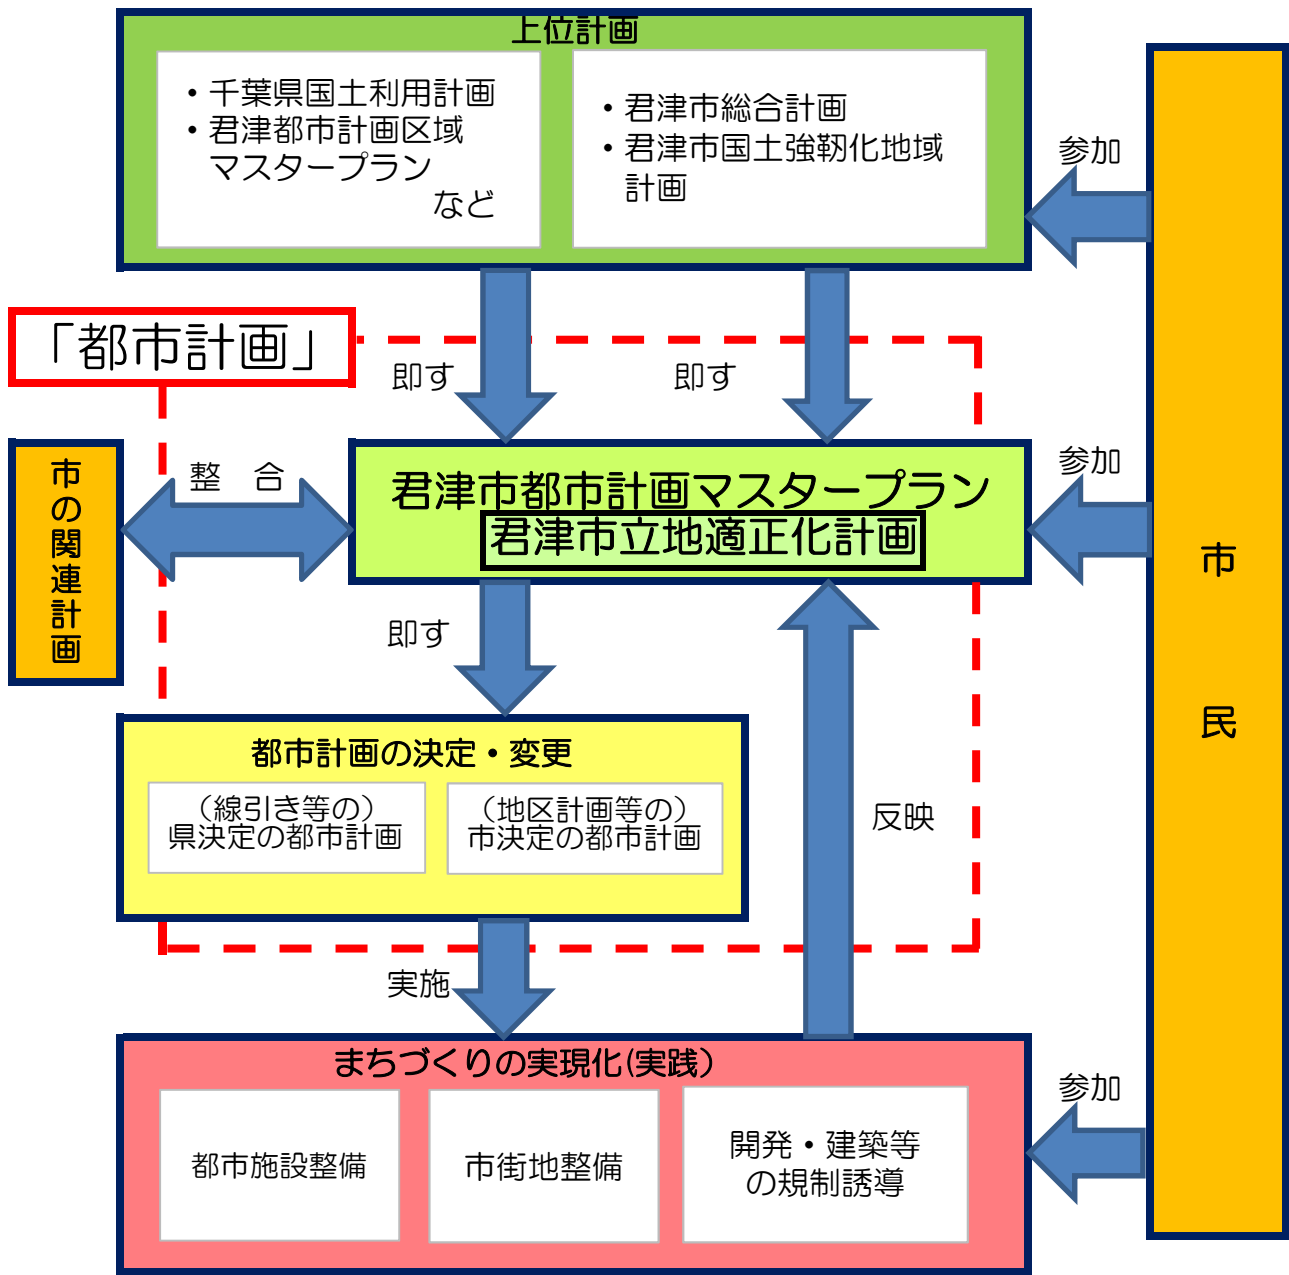 上位計画
・千葉県国土利用計画
・君津都市計画区域
マスタープラン
など
・君津市総合計画
・君津市国土強靭化地域
計画
参加
「都市計画」
即す
即す
市の関連計画
整　合
君津市都市計画マスタープラン
君津市立地適正化計画
参加
市　民
即す
都市計画の決定・変更
（線引き等の）
県決定の都市計画
（地区計画等の）
市決定の都市計画
反映
実施
まちづくりの実現化(実践）
都市施設整備
市街地整備
開発・建築等
の規制誘導
参加